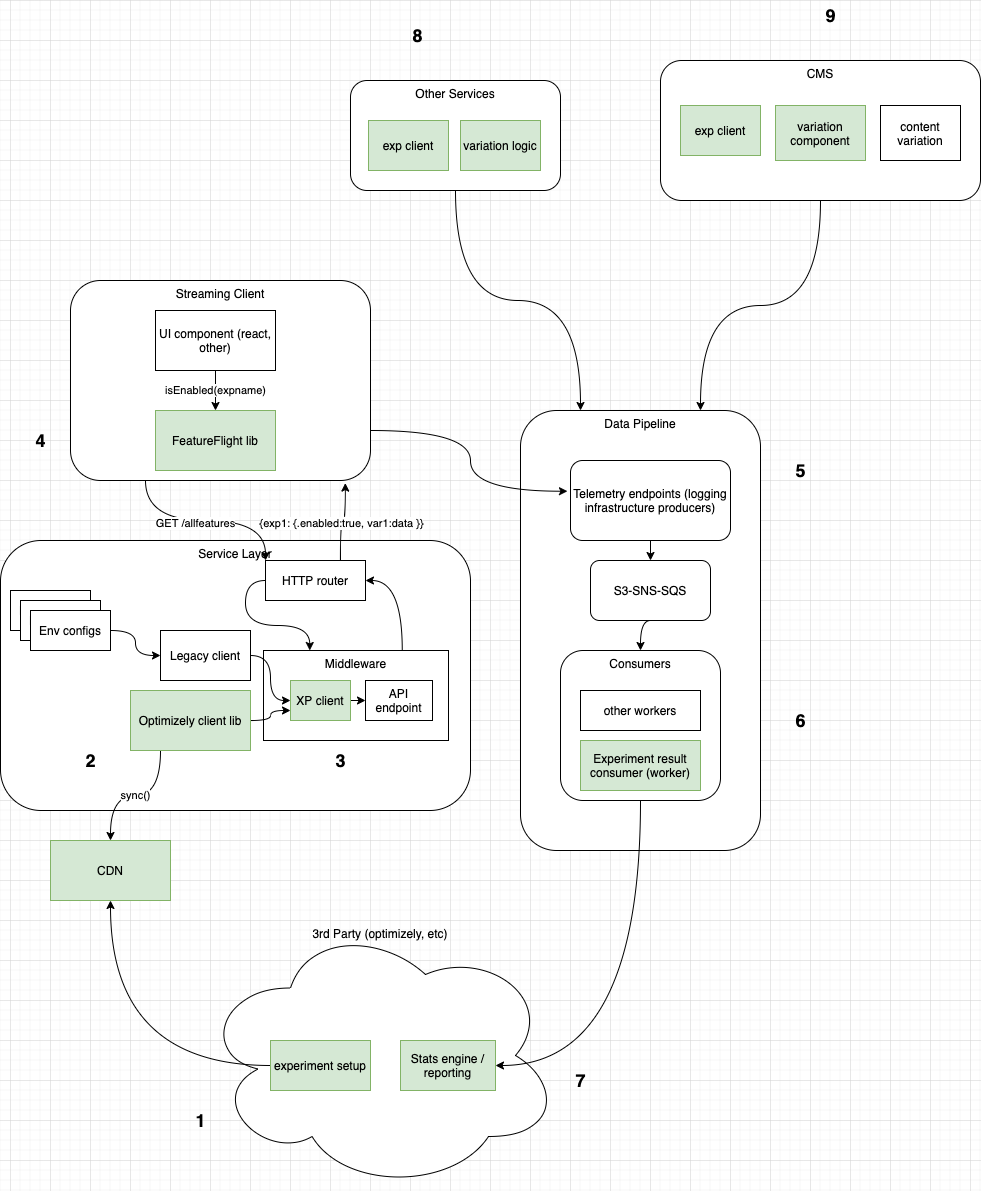 9
8
CMS
Other Services
exp client
variation
component
content
variation
exp client
variation logic
Streaming Client
UI component (react,
other)
isEnabled(expname)
FeatureFlight lib
4
Data Pipeline
5
Telemetry endpoints (logging
infrastructure producers)
GET /allfeatures
{exp1: {.enabled:true, var1:data }}
Service Layer
HTTP router
S3-SNS-SQS
Env configs
Legacy client
Middleware
XP client
API
endpoint
Optimizely client lib
2
3
Consumers
other workers
6
Experiment result
consumer (worker)
sync()
CDN
3rd Party (optimizely, etc)
experiment setup
Stats engine /
reporting
7
1